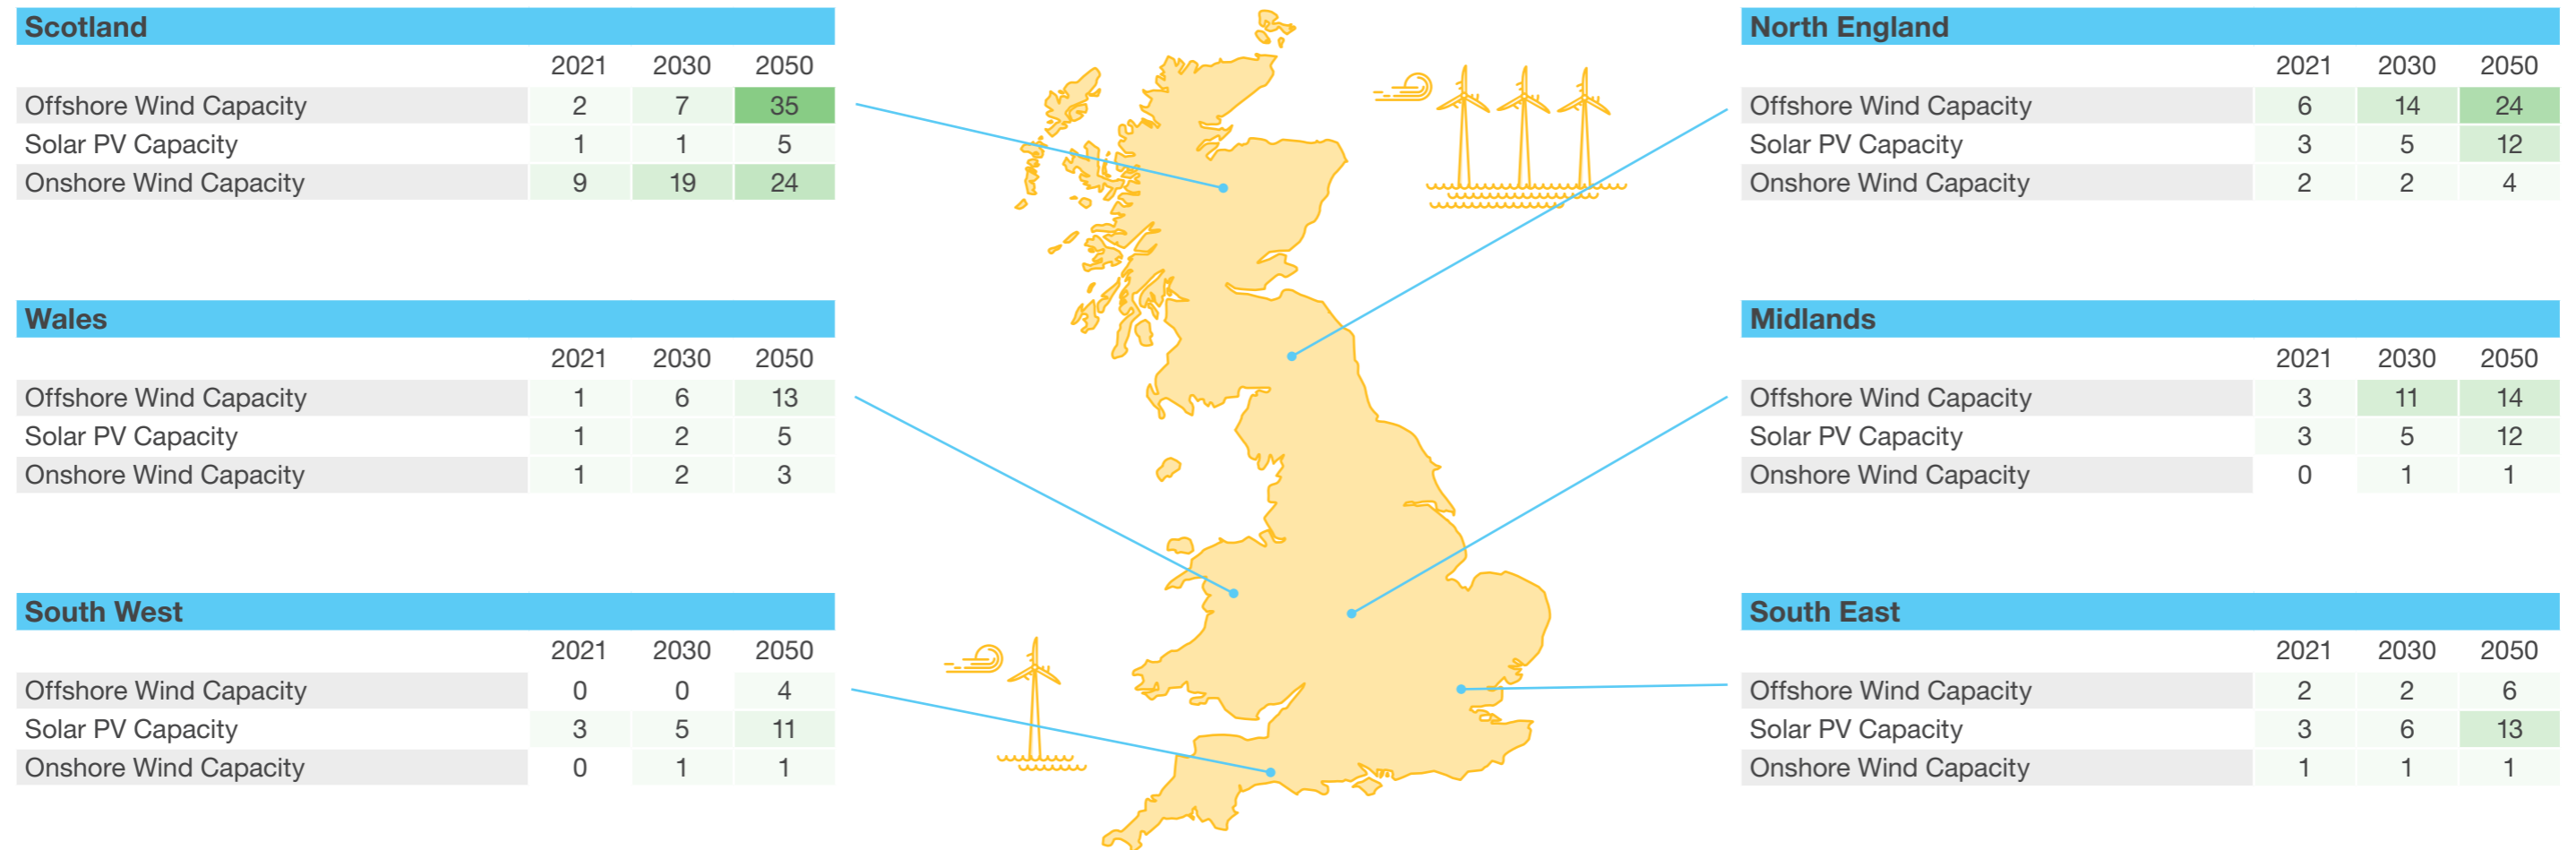 Scotland
2021 2030 2050
Offshore Wind Capacity 2 7 35
Solar PV Capacity 1 1 5
Onshore Wind Capacity 9 19 24
Wales
2021 2030 2050
Offshore Wind Capacity 1 6 13
Solar PV Capacity 1 2 5
Onshore Wind Capacity 1 2 3
South West
2021 2030 2050
Offshore Wind Capacity 0 0 4
Solar PV Capacity 3 5 11
Onshore Wind Capacity 0 1 1
North England
2021 2030 2050
Offshore Wind Capacity 6 14 24
Solar PV Capacity 3 5 12
Onshore Wind Capacity 2 2 4
Midlands
2021 2030 2050
Offshore Wind Capacity 3 11 14
Solar PV Capacity 3 5 12
Onshore Wind Capacity 0 1 1
South East
2021 2030 2050
Offshore Wind Capacity 2 2 6
Solar PV Capacity 3 6 13
Onshore Wind Capacity 1 1 1